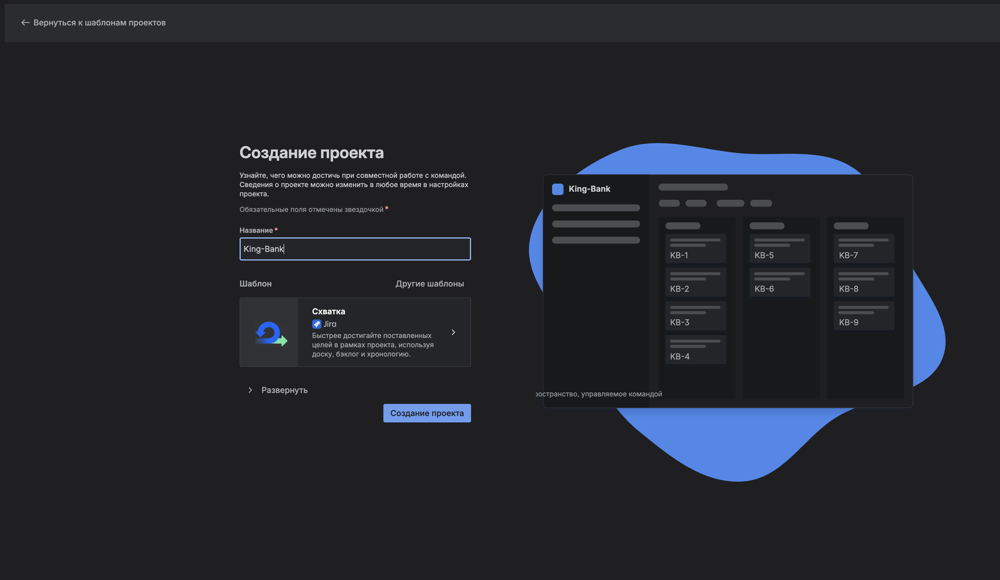 Вернуться к шаблонам проектов
Создание проекта
Узнайте, чего можно достичь при совместной работе с командой.
Сведения о проекте можно изменить в любое время в настройках
проекта.
Обязательные поля отмечены звездочкой *
Название *
King-Bank
Шаблон
Другие шаблоны
Схватка
Jira
Быстрее достигайте поставленных
целей в рамках проекта, используя
доску, бэклог и хронологию.
Развернуть
Создание проекта
King-Bank
KB-1
KB-2
KB-3
KB-4
KB-5
KB-6
KB-7
KB-8
KB-9
ространство, управляемое командой